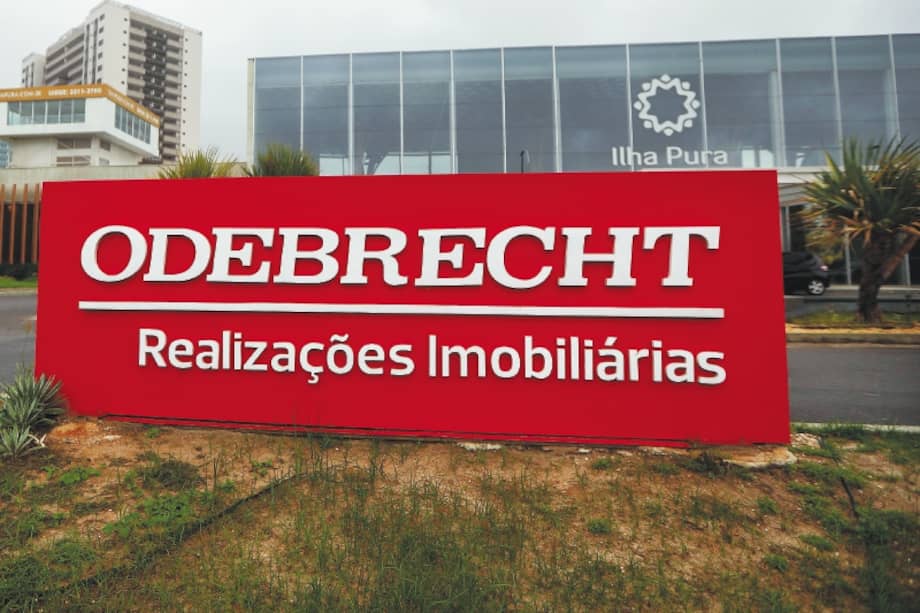 Ilha Pura
ODEBRECHT
Realizações Imobiliárias